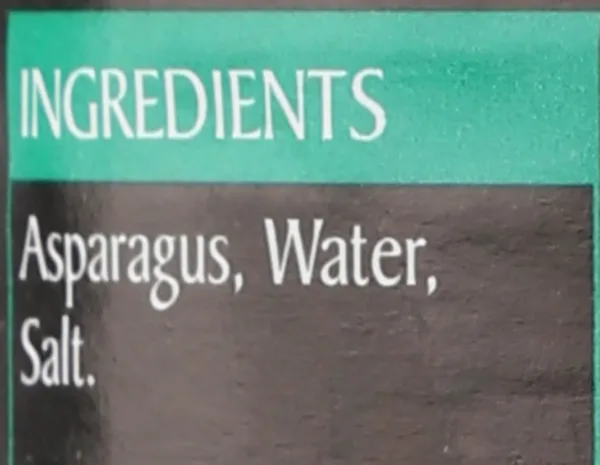 INGREDIENTS
Asparagus, Water,
Salt.